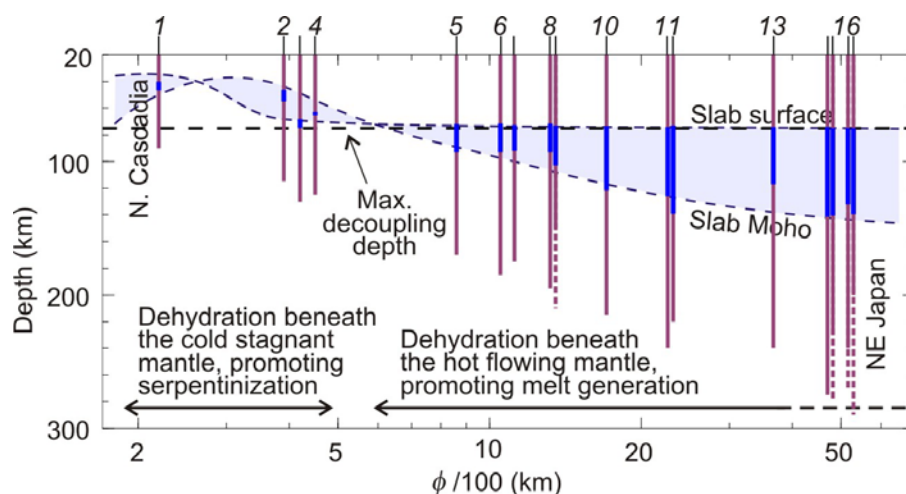 1 2 4 5 6 8 10 11 11 13 16
20
100
200
300
Depth (km)
N. Cascadia
Slab surface
Max.
decoupling
depth
Slab Moho
NE Japan
Dehydration beneath
the cold stagnant
mantle, promoting
serpentinization
Dehydration beneath
the hot flowing mantle,
promoting melt generation
2 5 10 20 50
ϕ /100 (km)